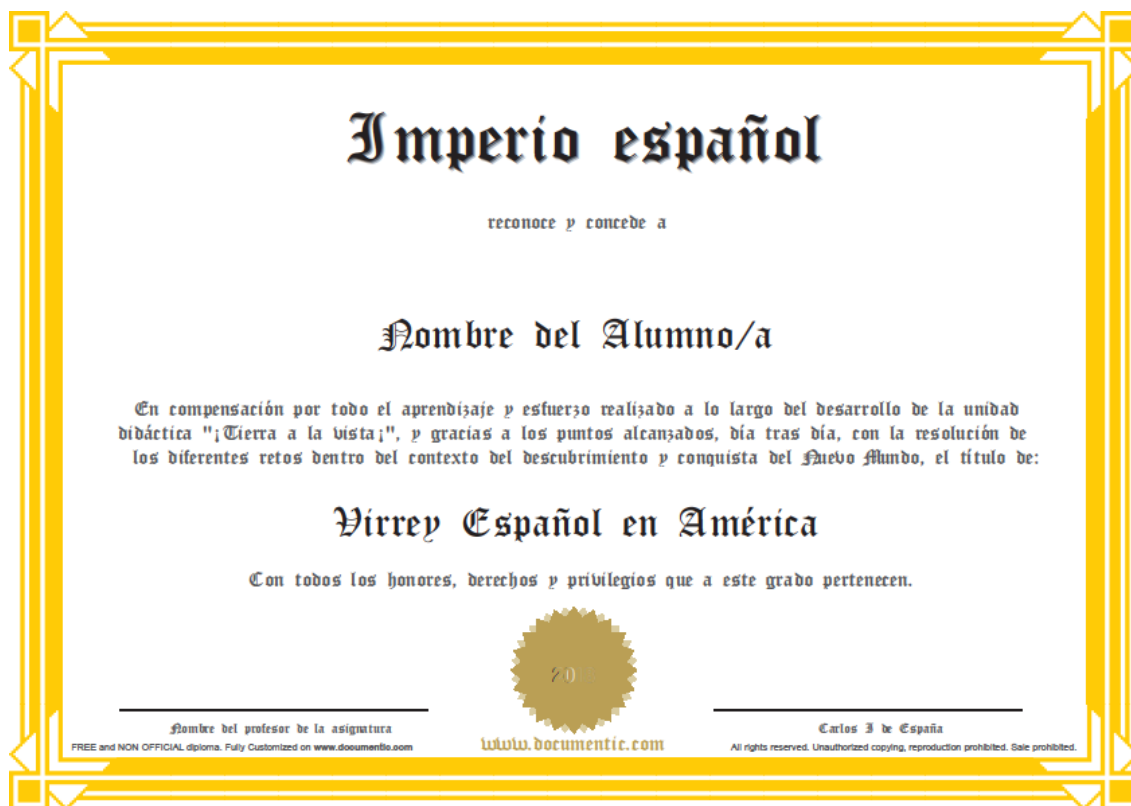 Imperio español
reconoce y concede a
Nombre del Alumno/a
En compensación por todo el aprendizaje y esfuerzo realizado a lo largo del desarrollo de la unidad
didáctica "¡Tierra a la vista¡", y gracias a los puntos alcanzados, día tras día, con la resolución de
los diferentes retos dentro del contexto del descubrimiento y conquista del Nuevo Mundo, el título de:
Virrey Español en América
Con todos los honores, derechos y privilegios que a este grado pertenecen.
Nombre del profesor de la asignatura
Carlos I de España
FREE and NON OFFICIAL diploma. Fully Customized on www.documentic.com
www.documentic.com
All rights reserved. Unauthorized copying, reproduction prohibited. Sale prohibited.